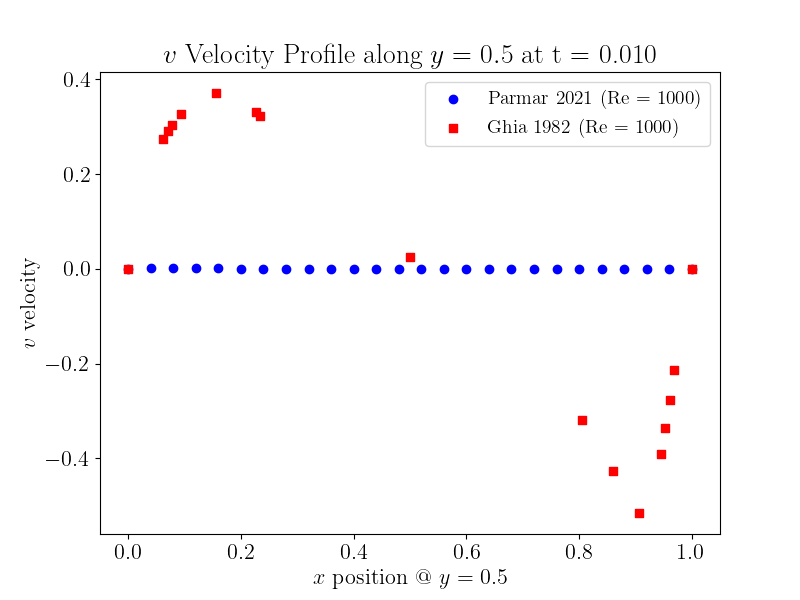 v Velocity Profile along y = 0.5 at t = 0.010
Parmar 2021 (Re = 1000)
Ghia 1982 (Re = 1000)
0.4
0.2
0.0
−0.2
−0.4
v velocity
0.0 0.2 0.4 0.6 0.8 1.0
x position @ y = 0.5